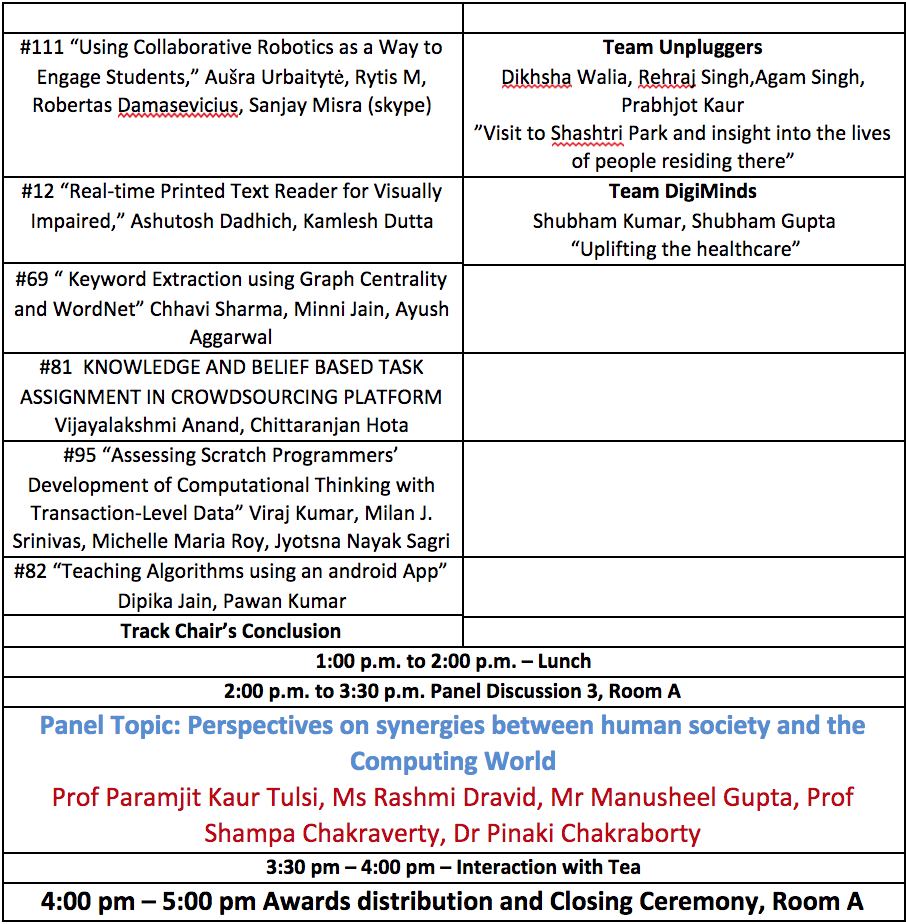 #111 “Using Collaborative Robotics as a Way to
Engage Students,” Aušra Urbaitytė, Rytis M,
Robertas Damasevicius, Sanjay Misra (skype)
Team Unpluggers
Dikhsha Walia, Rehraj Singh,Agam Singh,
Prabhjot Kaur
”Visit to Shashtri Park and insight into the lives
of people residing there”
#12 “Real-time Printed Text Reader for Visually
Impaired,” Ashutosh Dadhich, Kamlesh Dutta
Team DigiMinds
Shubham Kumar, Shubham Gupta
“Uplifting the healthcare”
#69 “ Keyword Extraction using Graph Centrality
and WordNet” Chhavi Sharma, Minni Jain, Ayush
Aggarwal
#81  KNOWLEDGE AND BELIEF BASED TASK
ASSIGNMENT IN CROWDSOURCING PLATFORM
Vijayalakshmi Anand, Chittaranjan Hota
#95 “Assessing Scratch Programmers’
Development of Computational Thinking with
Transaction-Level Data” Viraj Kumar, Milan J.
Srinivas, Michelle Maria Roy, Jyotsna Nayak Sagri
#82 “Teaching Algorithms using an android App”
Dipika Jain, Pawan Kumar
Track Chair’s Conclusion
1:00 p.m. to 2:00 p.m. – Lunch
2:00 p.m. to 3:30 p.m. Panel Discussion 3, Room A
Panel Topic: Perspectives on synergies between human society and the
Computing World
Prof Paramjit Kaur Tulsi, Ms Rashmi Dravid, Mr Manusheel Gupta, Prof
Shampa Chakraverty, Dr Pinaki Chakraborty
3:30 pm – 4:00 pm – Interaction with Tea
4:00 pm – 5:00 pm Awards distribution and Closing Ceremony, Room A